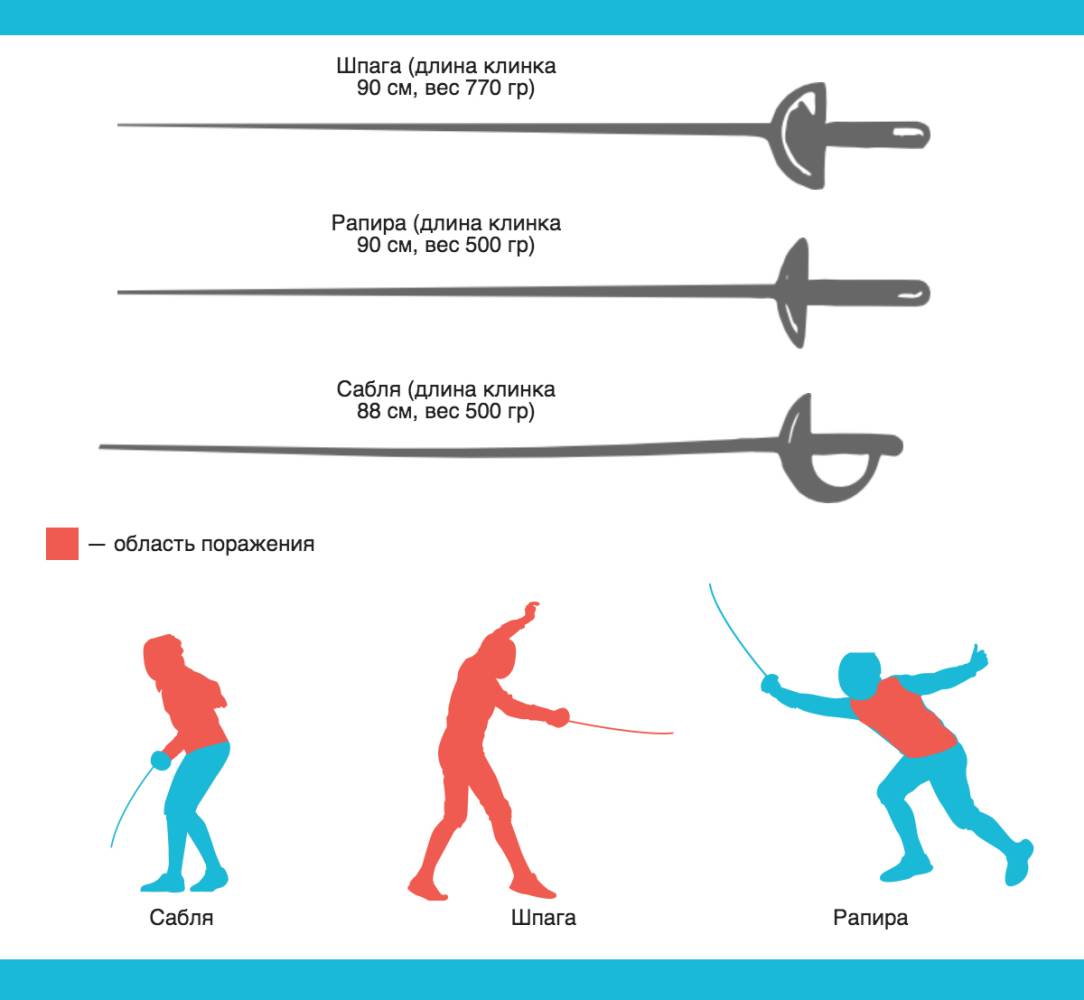 Шпага (длина клинка
90 см, вес 770 гр)
Рапира (длина клинка
90 см, вес 500 гр)
Сабля (длина клинка
88 см, вес 500 гр)
— область поражения
Сабля
Шпага
Рапира